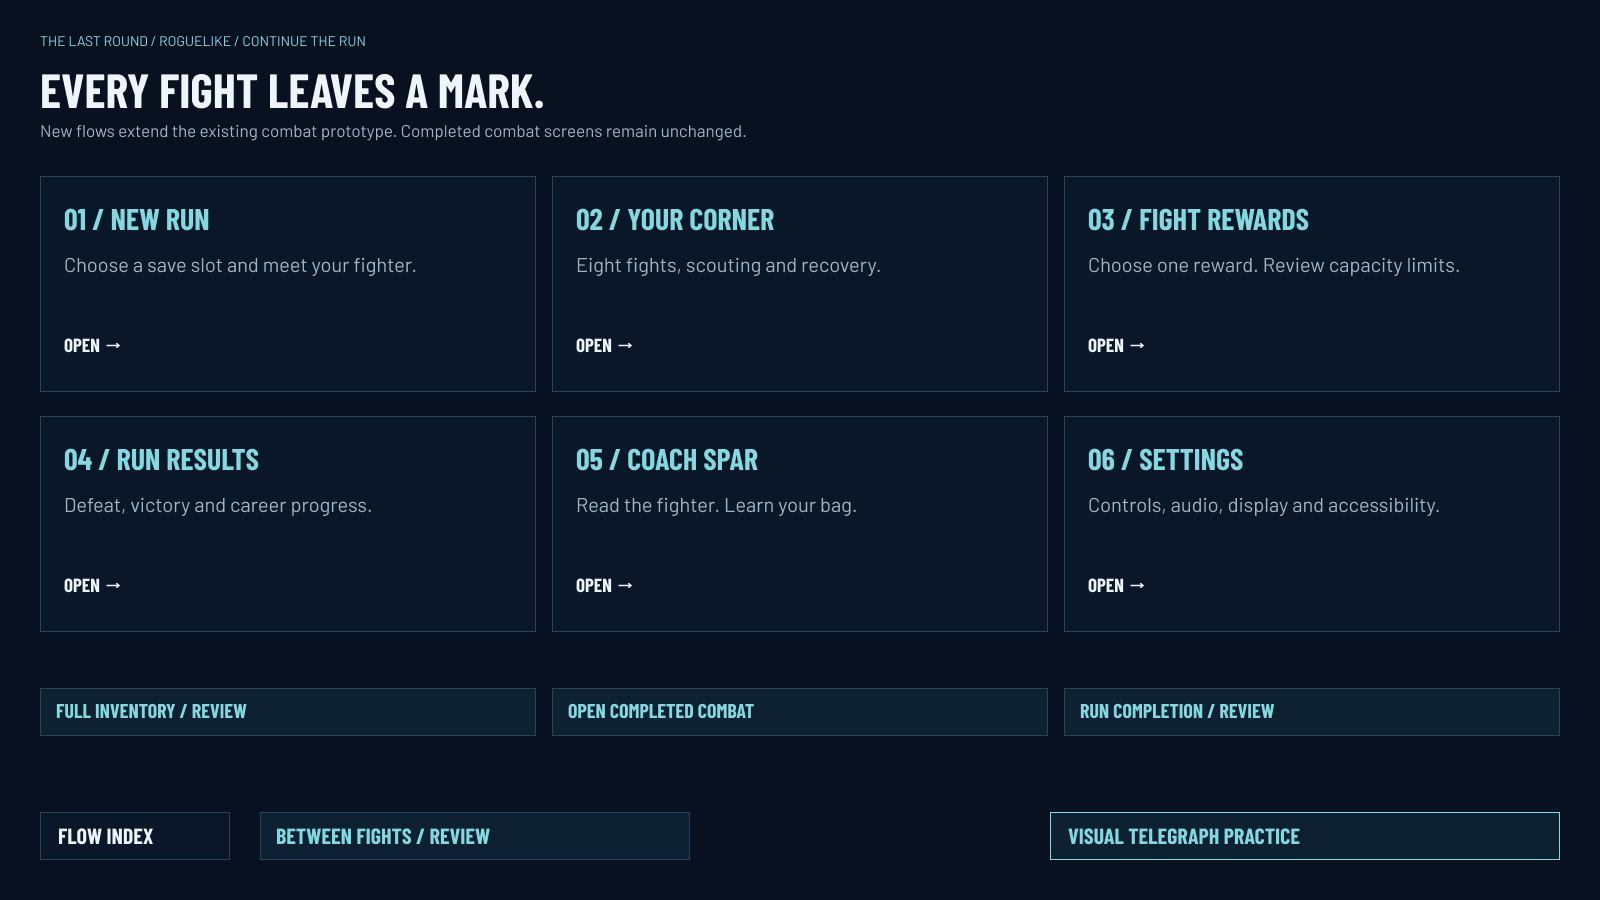 THE LAST ROUND / ROGUELIKE / CONTINUE THE RUN
EVERY FIGHT LEAVES A MARK.
New flows extend the existing combat prototype. Completed combat screens remain unchanged.
01 / NEW RUN
Choose a save slot and meet your fighter.
OPEN →
02 / YOUR CORNER
Eight fights, scouting and recovery.
OPEN →
03 / FIGHT REWARDS
Choose one reward. Review capacity limits.
OPEN →
04 / RUN RESULTS
Defeat, victory and career progress.
OPEN →
05 / COACH SPAR
Read the fighter. Learn your bag.
OPEN →
06 / SETTINGS
Controls, audio, display and accessibility.
OPEN →
FULL INVENTORY / REVIEW
OPEN COMPLETED COMBAT
RUN COMPLETION / REVIEW
FLOW INDEX
BETWEEN FIGHTS / REVIEW
VISUAL TELEGRAPH PRACTICE